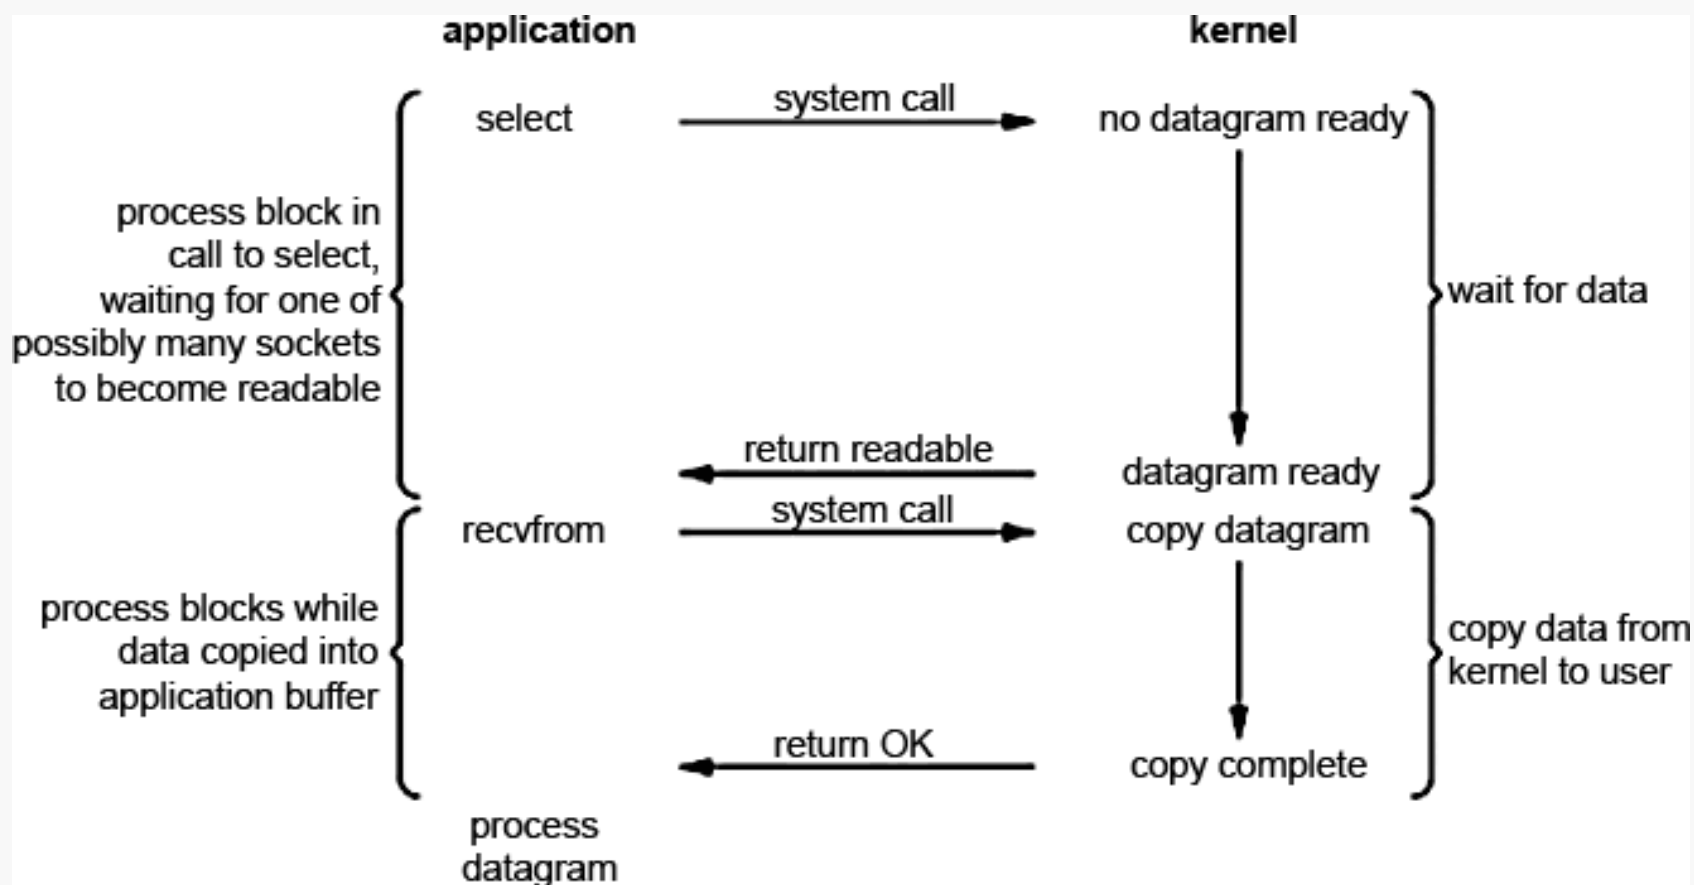 application
kernel
select
system call
no datagram ready
process block in
call to select,
waiting for one of
possibly many sockets
to become readable
wait for data
return readable
datagram ready
recvfrom
system call
copy datagram
process blocks while
data copied into
application buffer
copy data from
kernel to user
return OK
copy complete
process
datagram